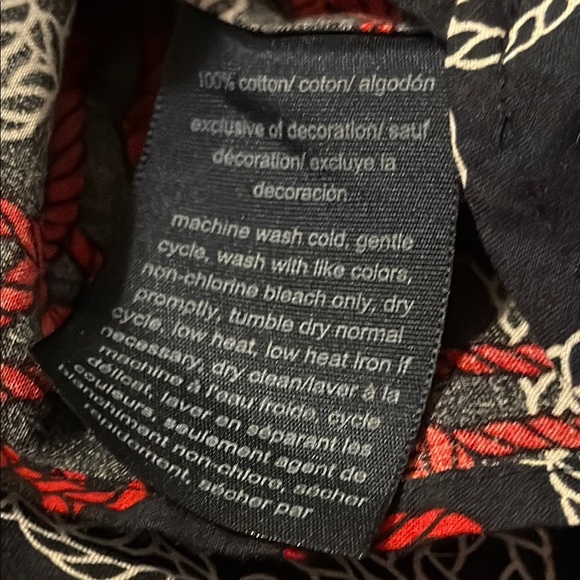 100% cotton/ coton/ algodón
exclusive of decoration/ sauf
décoration/ excluye la
decoración.
machine wash cold, gentle
cycle, wash with like colors,
non-chlorine bleach only, dry
promptly, tumble dry normal
cycle, low heat, low heat iron if
necessary, dry clean/laver à la
machine à l'eau froide, cycle
délicat, laver en séparant les
couleurs, seulement agent de
blanchiment non-chlore, sécher
rapidement, sécher par